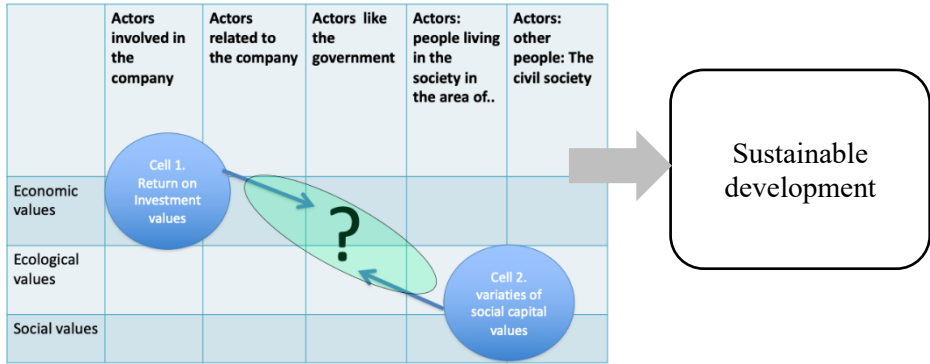 Actors
involved in
the
company
Actors
related to
the company
Actors like
the
government
Actors:
people living
in the
society in
the area of..
Actors:
other
people: The
civil society
Economic
values
Ecological
values
Social values
Cell 1.
Return on
Investment
values
?
Cell 2.
variaties of
social capital
values
Sustainable
development